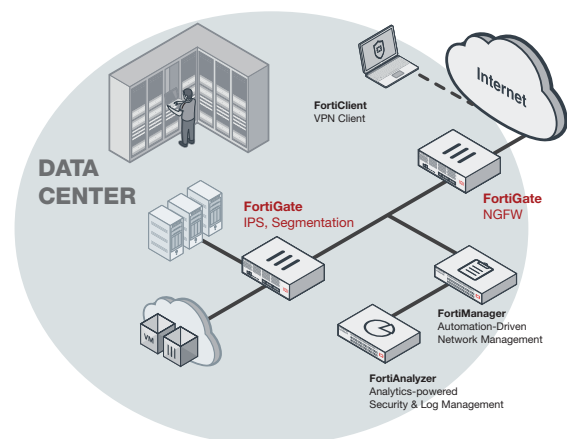 Internet
FortiClient
VPN Client
DATA
CENTER
FortiGate
IPS, Segmentation
FortiGate
NGFW
VM
FortiManager
Automation-Driven
Network Management
FortiAnalyzer
Analytics-powered
Security & Log Management